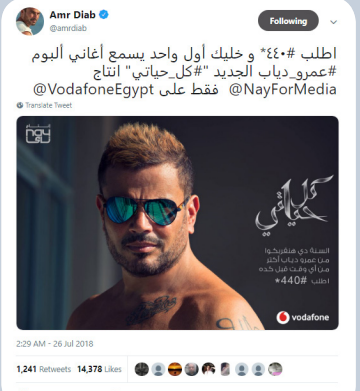 Amr Diab
@amrdiab
Following
اطلب #٤٤٠* و خليك أول واحد يسمع أغاني ألبوم
#عمرو_دياب الجديد "#كل_حياتي" انتاج
@NayForMedia فقط على VodafoneEgypt@
Translate Tweet
nay
كل حياتي
السنة دي هنقربكوا
من عمرو دياب أكتر
من أي وقت قبل كده
اطلب #440*
vodafone
2:29 AM - 26 Jul 2018
1,241 Retweets 14,378 Likes